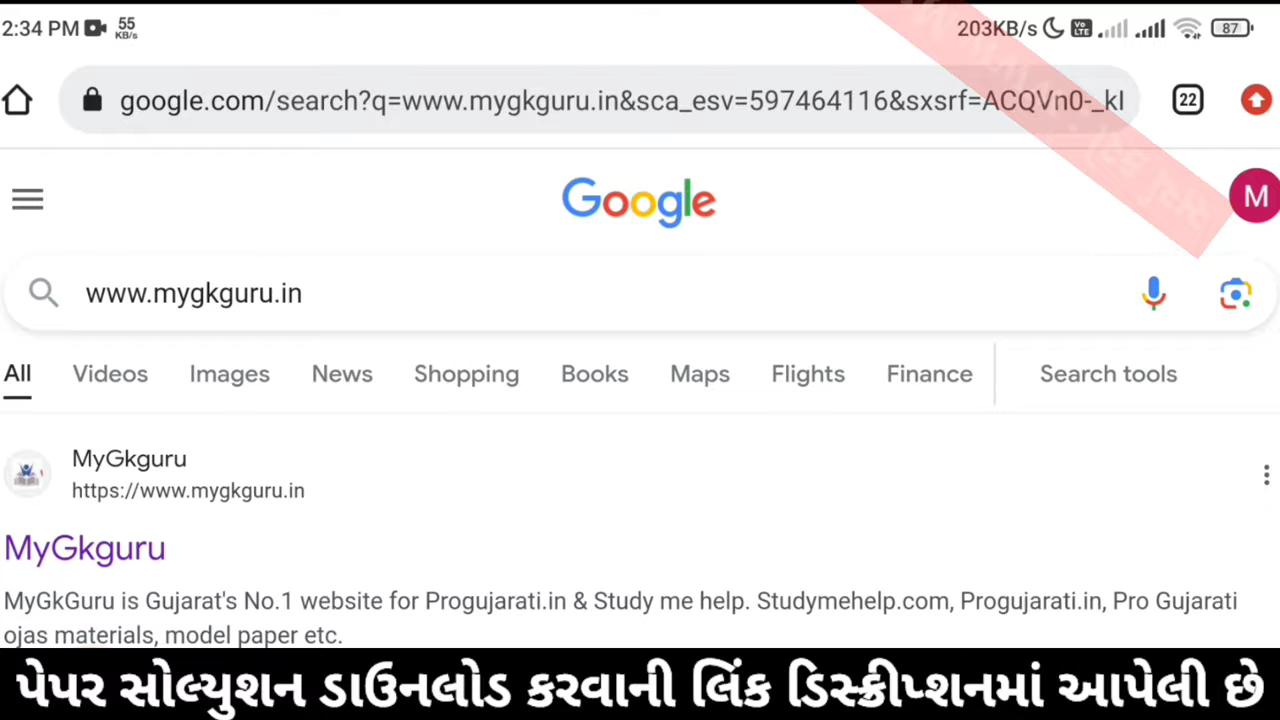 2:34 PM 55 KB/s 203KB/s Vo LTE 87
google.com/search?q=www.mygkguru.in&sca_esv=597464116&sxsrf=ACQVn0-_kI 22
Google M
www.mygkguru.in
All Videos Images News Shopping Books Maps Flights Finance Search tools
MyGkguru
https://www.mygkguru.in
MyGkguru
MyGkGuru is Gujarat's No.1 website for Progujarati.in & Study me help. Studymehelp.com, Progujarati.in, Pro Gujarati
ojas materials, model paper etc.
પેપર સોલ્યુશન ડાઉનલોડ કરવાની લિંક ડિસ્ક્રીપ્શનમાં આપેલી છે